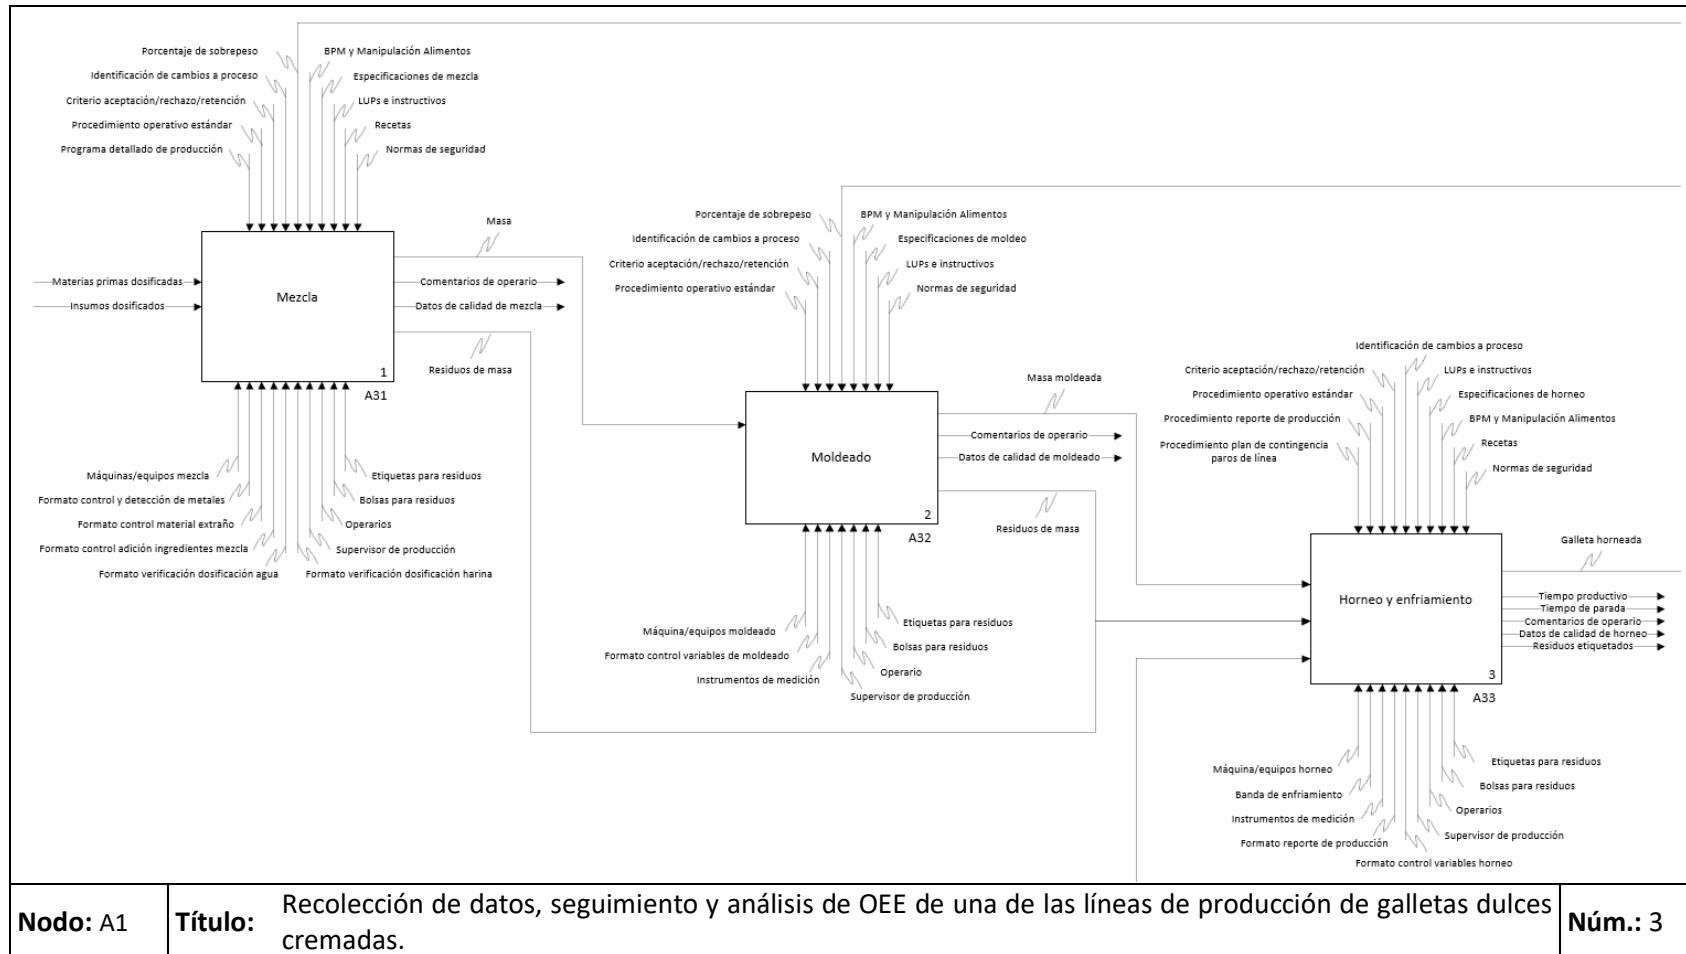 Porcentaje de sobrepeso
BPM y Manipulación Alimentos
Identificación de cambios a proceso
Especificaciones de mezcla
Criterio aceptación/rechazo/retención
LUPs e instructivos
Procedimiento operativo estándar
Recetas
Programa detallado de producción
Normas de seguridad
Materias primas dosificadas
Insumos dosificados
Mezcla
1
A31
Masa
Comentarios de operario
Datos de calidad de mezcla
Residuos de masa
Máquinas/equipos mezcla
Etiquetas para residuos
Formato control y detección de metales
Bolsas para residuos
Formato control material extraño
Operarios
Formato control adición ingredientes mezcla
Supervisor de producción
Formato verificación dosificación agua
Formato verificación dosificación harina
Porcentaje de sobrepeso
BPM y Manipulación Alimentos
Identificación de cambios a proceso
Especificaciones de moldeo
Criterio aceptación/rechazo/retención
LUPs e instructivos
Procedimiento operativo estándar
Normas de seguridad
Moldeado
2
A32
Masa moldeada
Comentarios de operario
Datos de calidad de moldeado
Residuos de masa
Máquina/equipos moldeado
Etiquetas para residuos
Formato control variables de moldeado
Bolsas para residuos
Instrumentos de medición
Operario
Supervisor de producción
Identificación de cambios a proceso
Criterio aceptación/rechazo/retención
LUPs e instructivos
Procedimiento operativo estándar
Especificaciones de horneo
Procedimiento reporte de producción
BPM y Manipulación Alimentos
Procedimiento plan de contingencia
paros de línea
Recetas
Normas de seguridad
Horneo y enfriamiento
3
A33
Galleta horneada
Tiempo productivo
Tiempo de parada
Comentarios de operario
Datos de calidad de horneo
Residuos etiquetados
Máquina/equipos horneo
Etiquetas para residuos
Banda de enfriamiento
Bolsas para residuos
Instrumentos de medición
Operarios
Formato reporte de producción
Supervisor de producción
Formato control variables horneo
Nodo: A1
Título:
Recolección de datos, seguimiento y análisis de OEE de una de las líneas de producción de galletas dulces
cremadas.
Núm.: 3